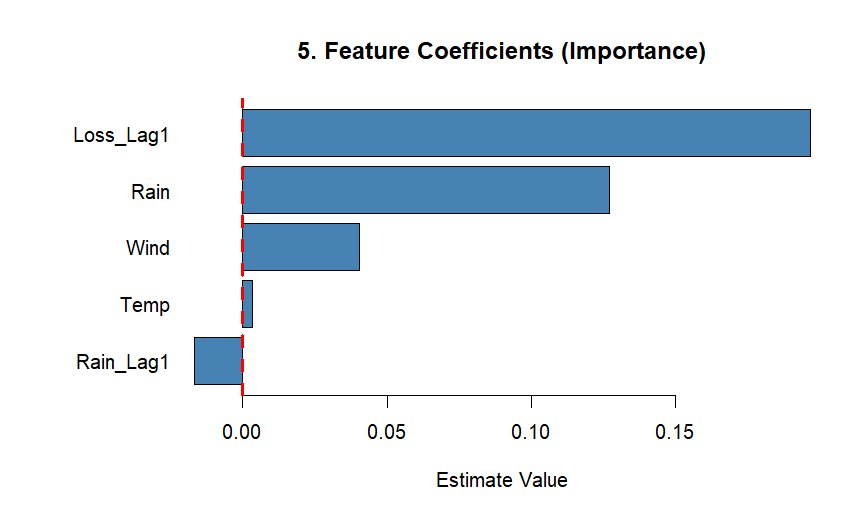 5. Feature Coefficients (Importance)
Loss_Lag1
Rain
Wind
Temp
Rain_Lag1
0.00 0.05 0.10 0.15
Estimate Value